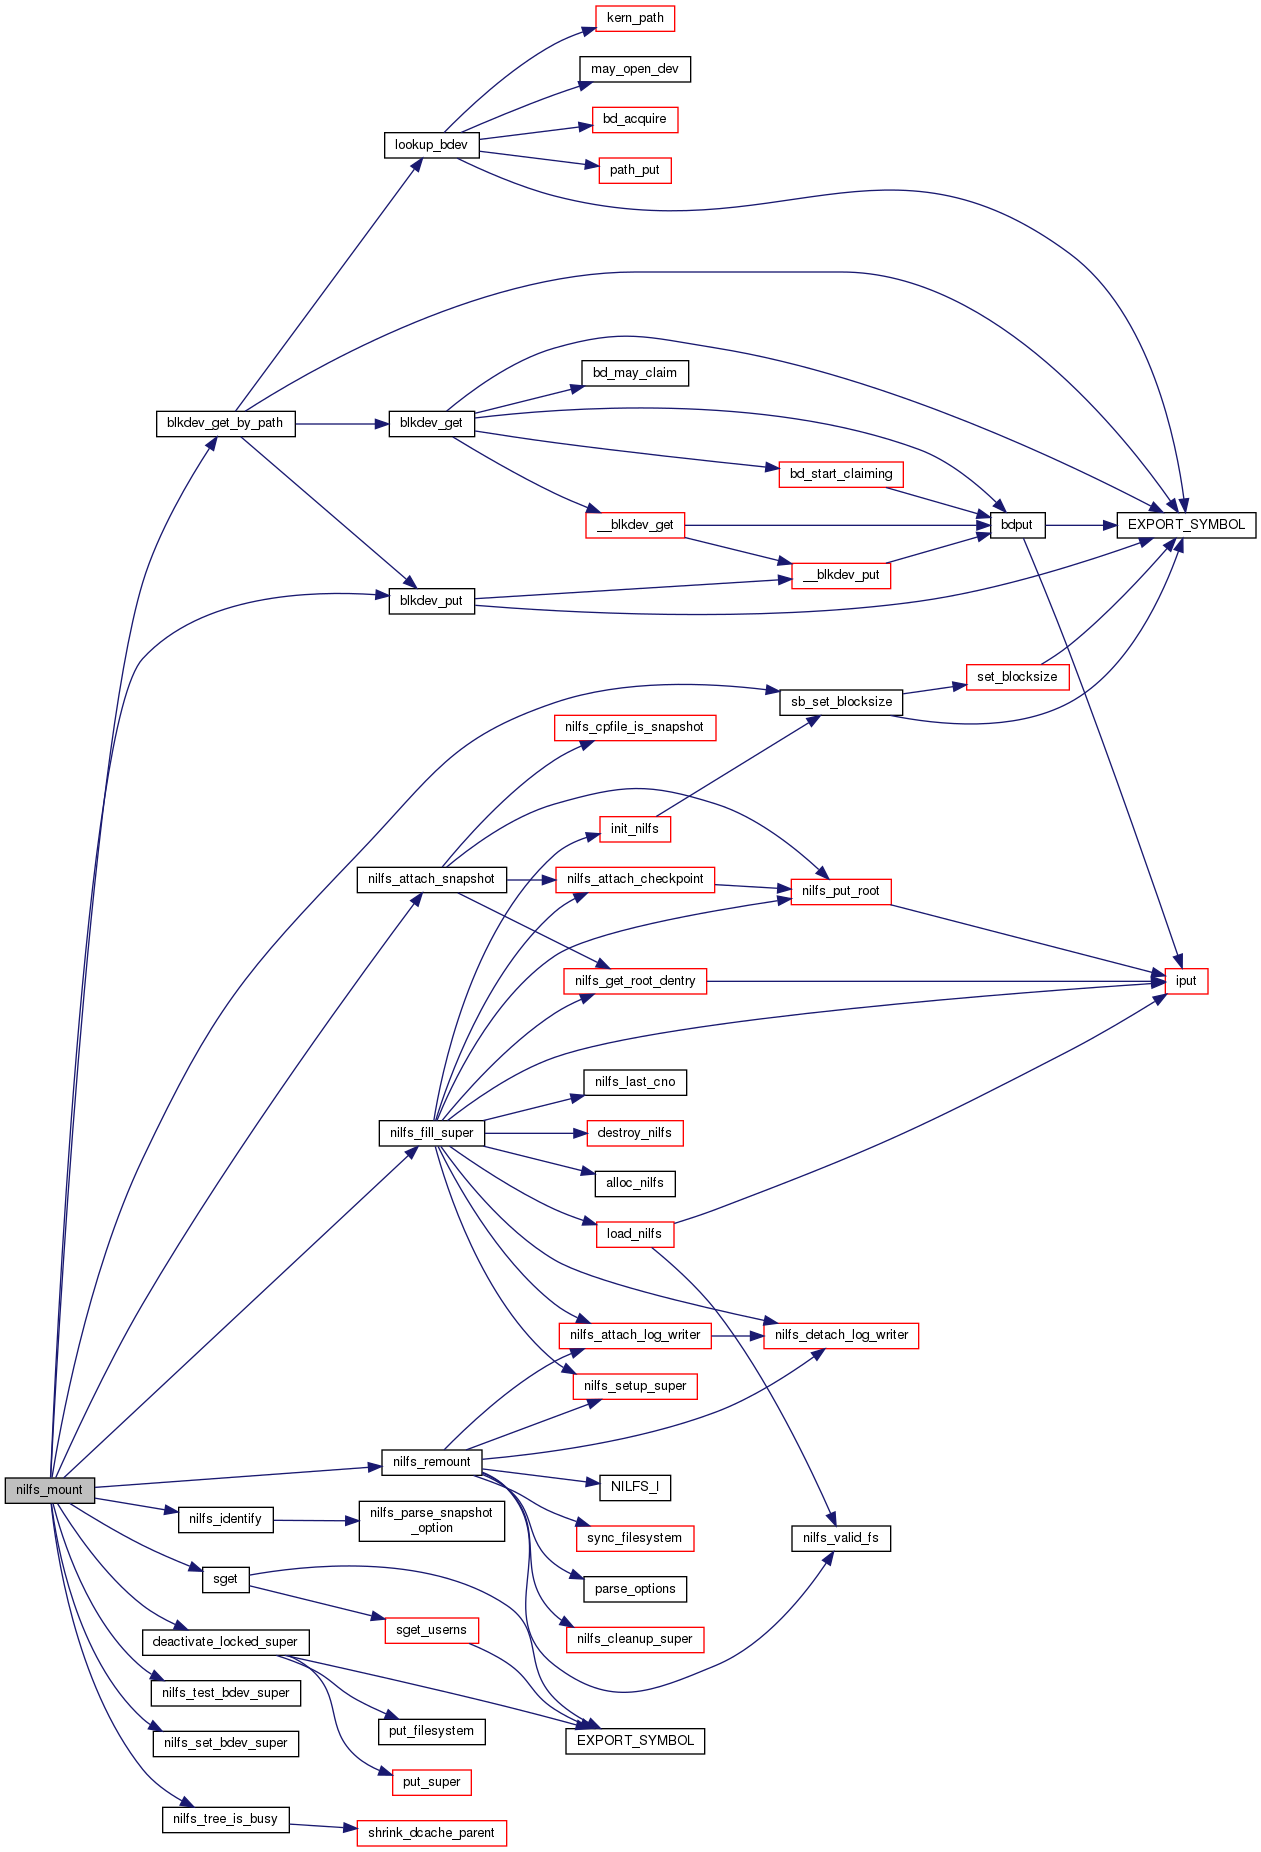 kern_path
may_open_dev
bd_acquire
lookup_bdev
path_put
bd_may_claim
blkdev_get_by_path
blkdev_get
bd_start_claiming
__blkdev_get
bdput
EXPORT_SYMBOL
__blkdev_put
blkdev_put
set_blocksize
sb_set_blocksize
nilfs_cpfile_is_snapshot
init_nilfs
nilfs_attach_snapshot
nilfs_attach_checkpoint
nilfs_put_root
nilfs_get_root_dentry
iput
nilfs_last_cno
nilfs_fill_super
destroy_nilfs
alloc_nilfs
load_nilfs
nilfs_attach_log_writer
nilfs_detach_log_writer
nilfs_setup_super
nilfs_remount
nilfs_mount
NILFS_I
nilfs_identify
nilfs_parse_snapshot
_option
sync_filesystem
nilfs_valid_fs
sget
parse_options
sget_userns
nilfs_cleanup_super
deactivate_locked_super
nilfs_test_bdev_super
put_filesystem
nilfs_set_bdev_super
EXPORT_SYMBOL
put_super
nilfs_tree_is_busy
shrink_dcache_parent